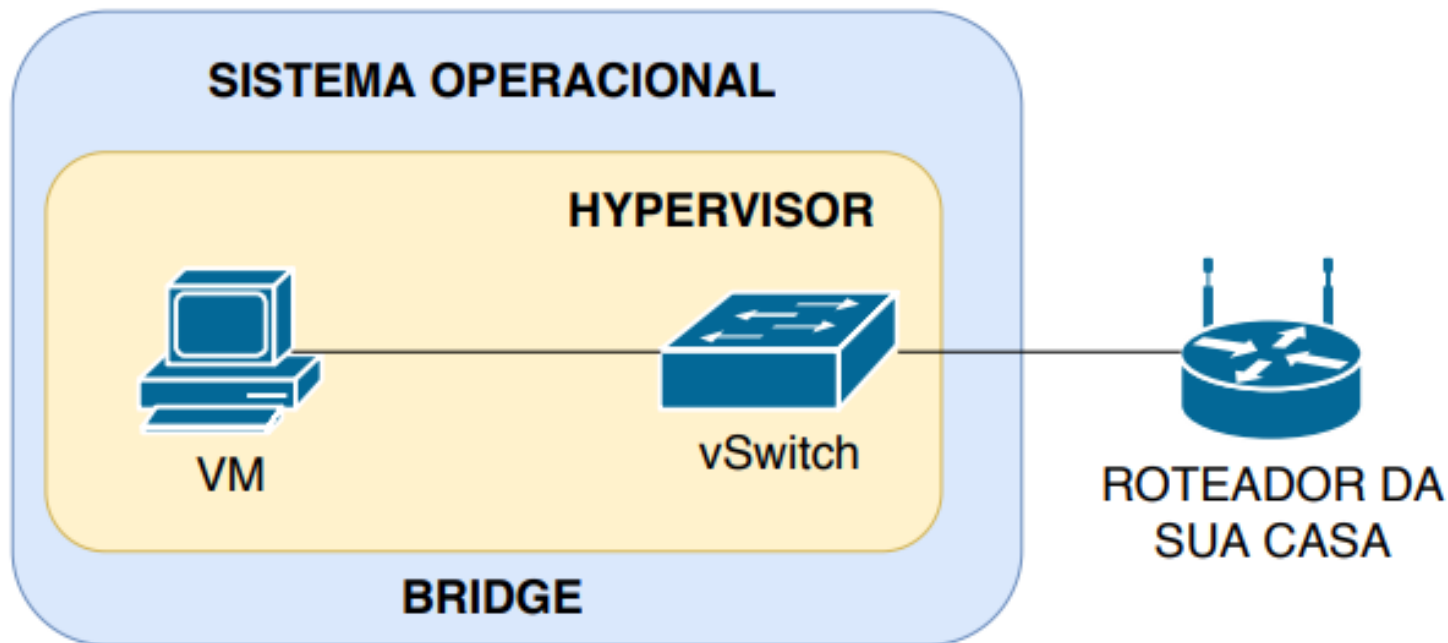 SISTEMA OPERACIONAL
HYPERVISOR
VM
vSwitch
ROTEADOR DA
SUA CASA
BRIDGE